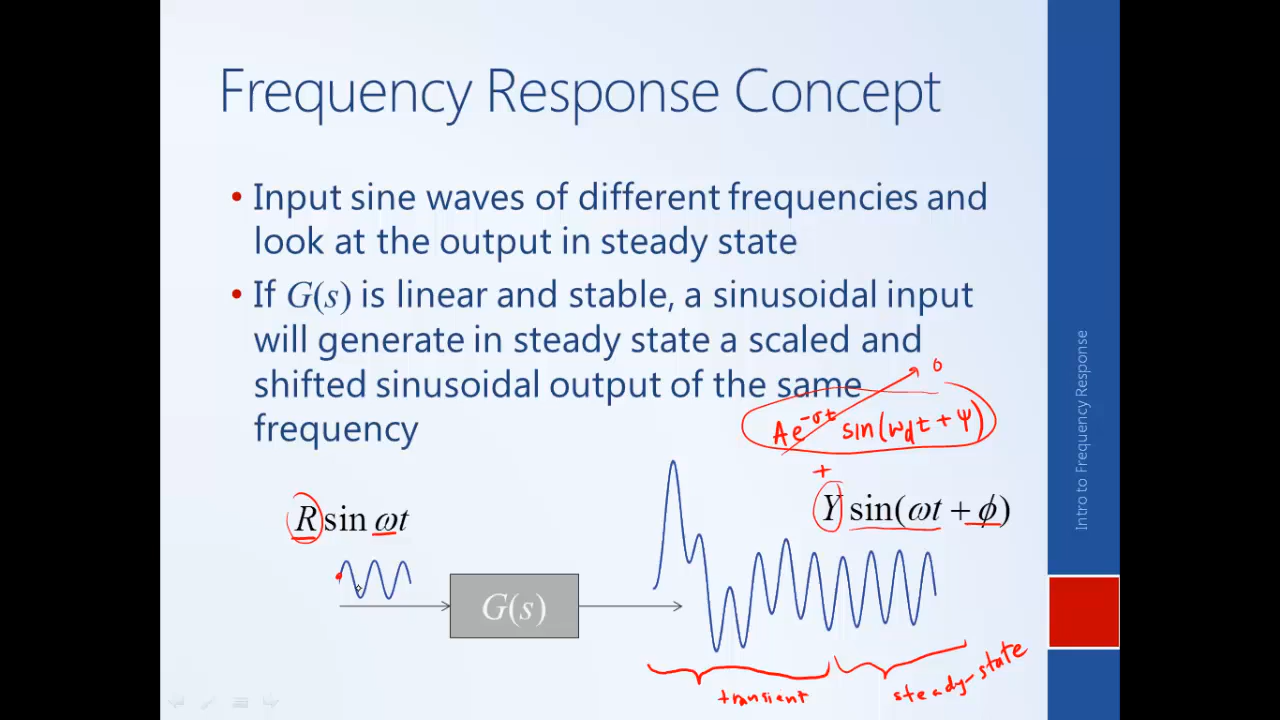 Frequency Response Concept
• Input sine waves of different frequencies and
look at the output in steady state
• If G(s) is linear and stable, a sinusoidal input
will generate in steady state a scaled and
shifted sinusoidal output of the same
frequency
0
Ae^{-σt} sin(ω_d t + ψ)
+
R sin ωt
Y sin(ωt + ϕ)
G(s)
transient
steady-state
Intro to Frequency Response